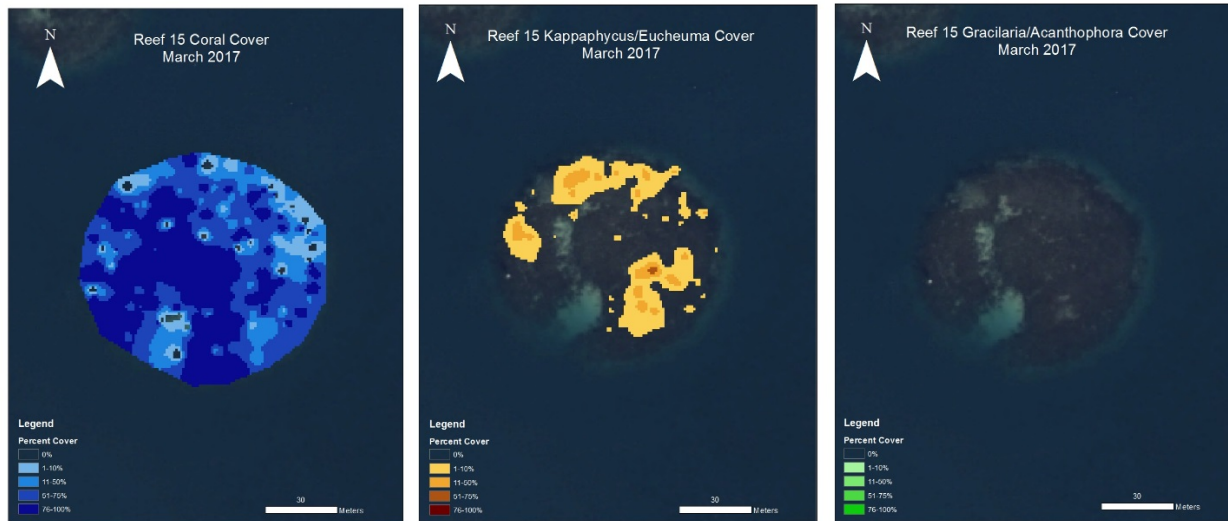 N
Reef 15 Coral Cover
March 2017
Legend
Percent Cover
0%
1-10%
11-50%
51-75%
76-100%
30
Meters
N
Reef 15 Kappaphycus/Eucheuma Cover
March 2017
Legend
Percent Cover
0%
1-10%
11-50%
51-75%
76-100%
30
Meters
N
Reef 15 Gracilaria/Acanthophora Cover
March 2017
Legend
Percent Cover
0%
1-10%
11-50%
51-75%
76-100%
30
Meters